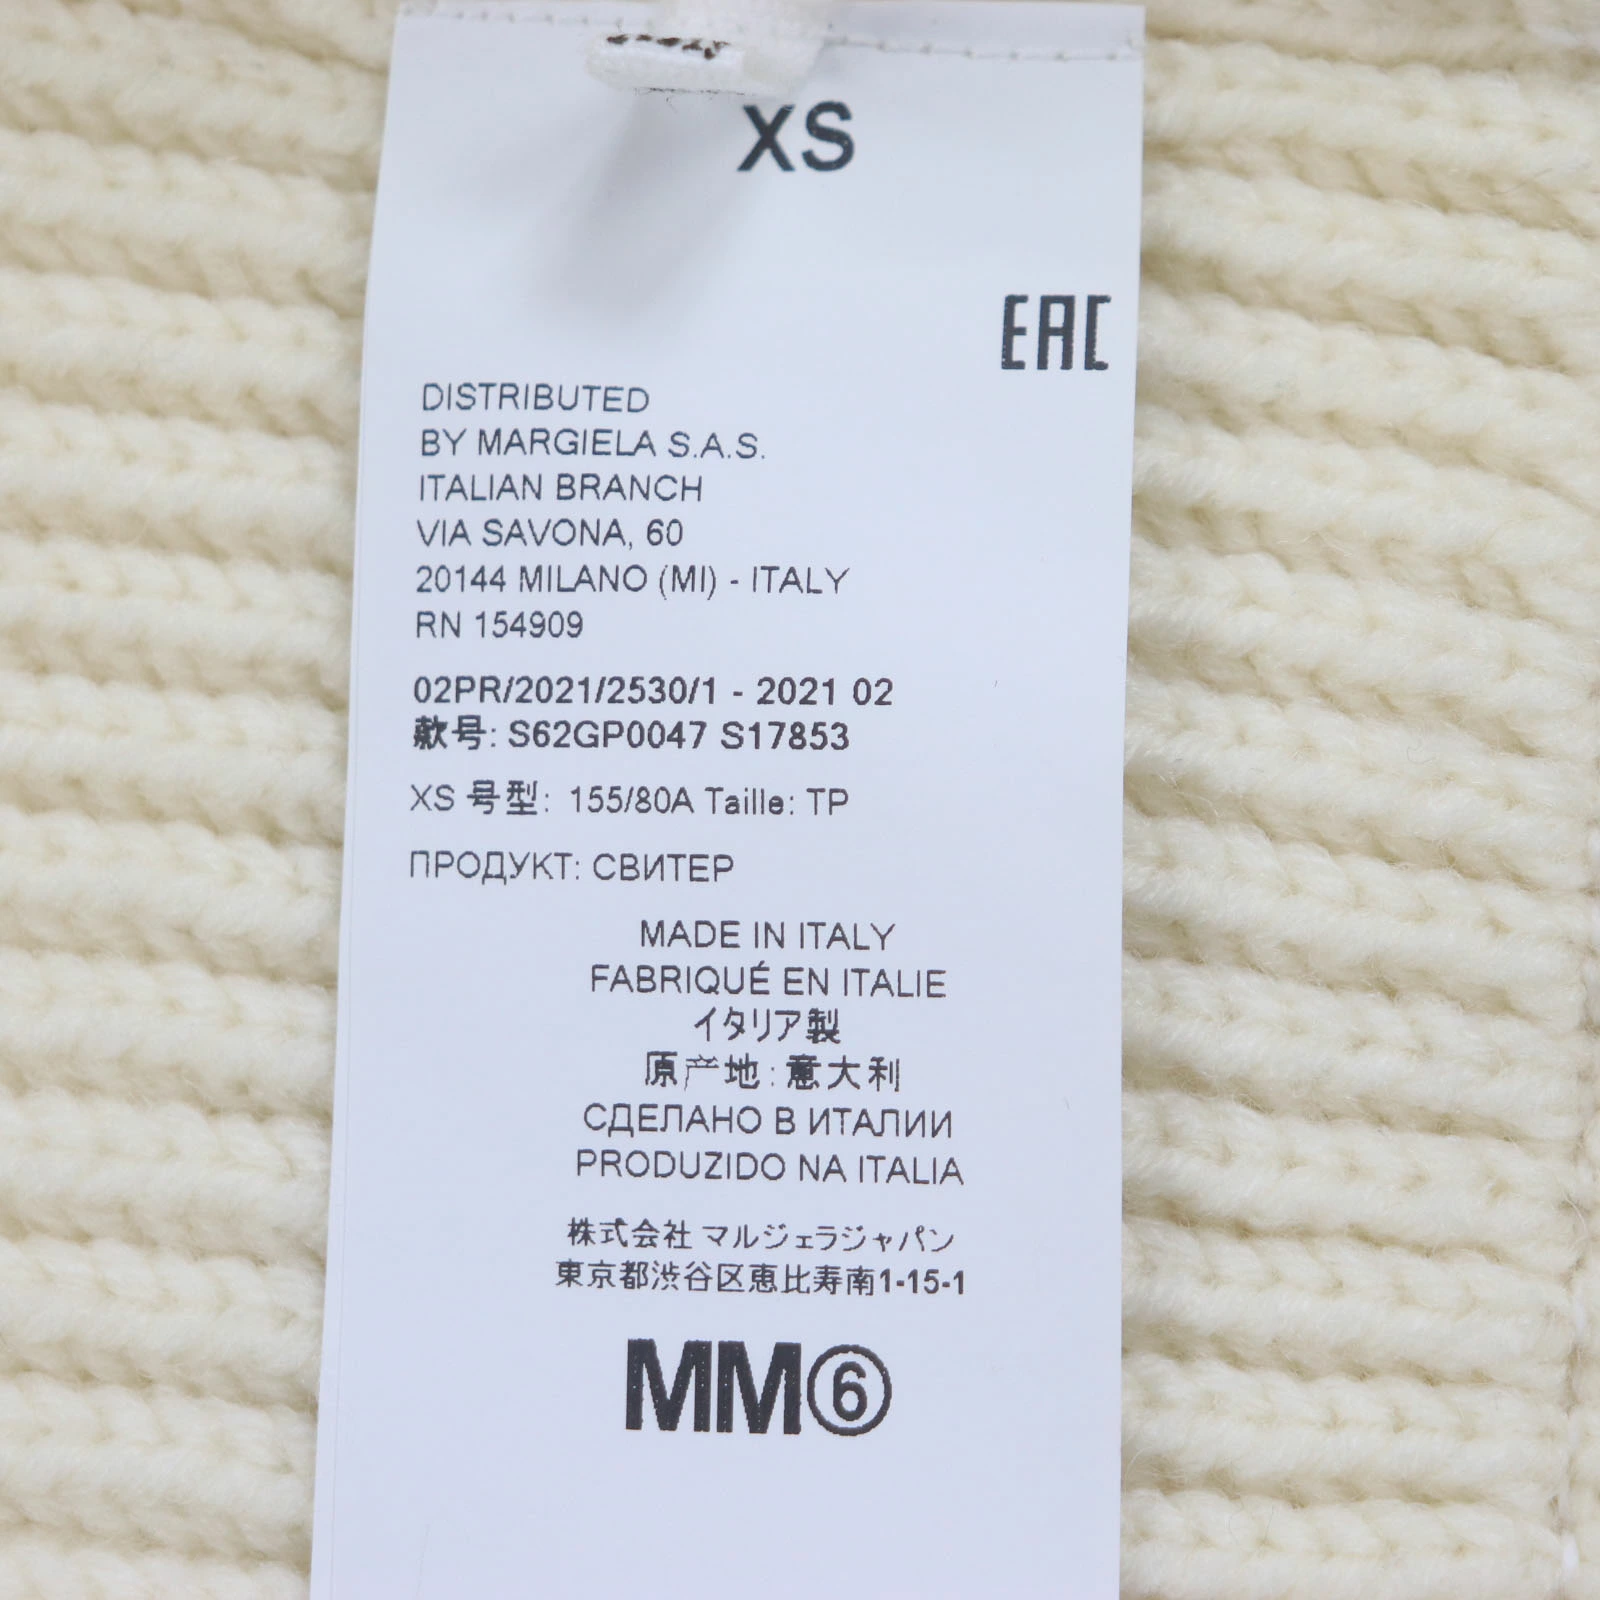 XS
EAC
DISTRIBUTED
BY MARGIELA S.A.S.
ITALIAN BRANCH
VIA SAVONA, 60
20144 MILANO (MI) - ITALY
RN 154909
02PR/2021/2530/1 - 2021 02
款号: S62GP0047 S17853
XS 号型: 155/80A Taille: TP
ПРОДУКТ: СВИТЕР
MADE IN ITALY
FABRIQUÉ EN ITALIE
イタリア製
原产地: 意大利
СДЕЛАНО В ИТАЛИИ
PRODUZIDO NA ITALIA
株式会社 マルジェラジャパン
東京都渋谷区恵比寿南1-15-1
MM⑥